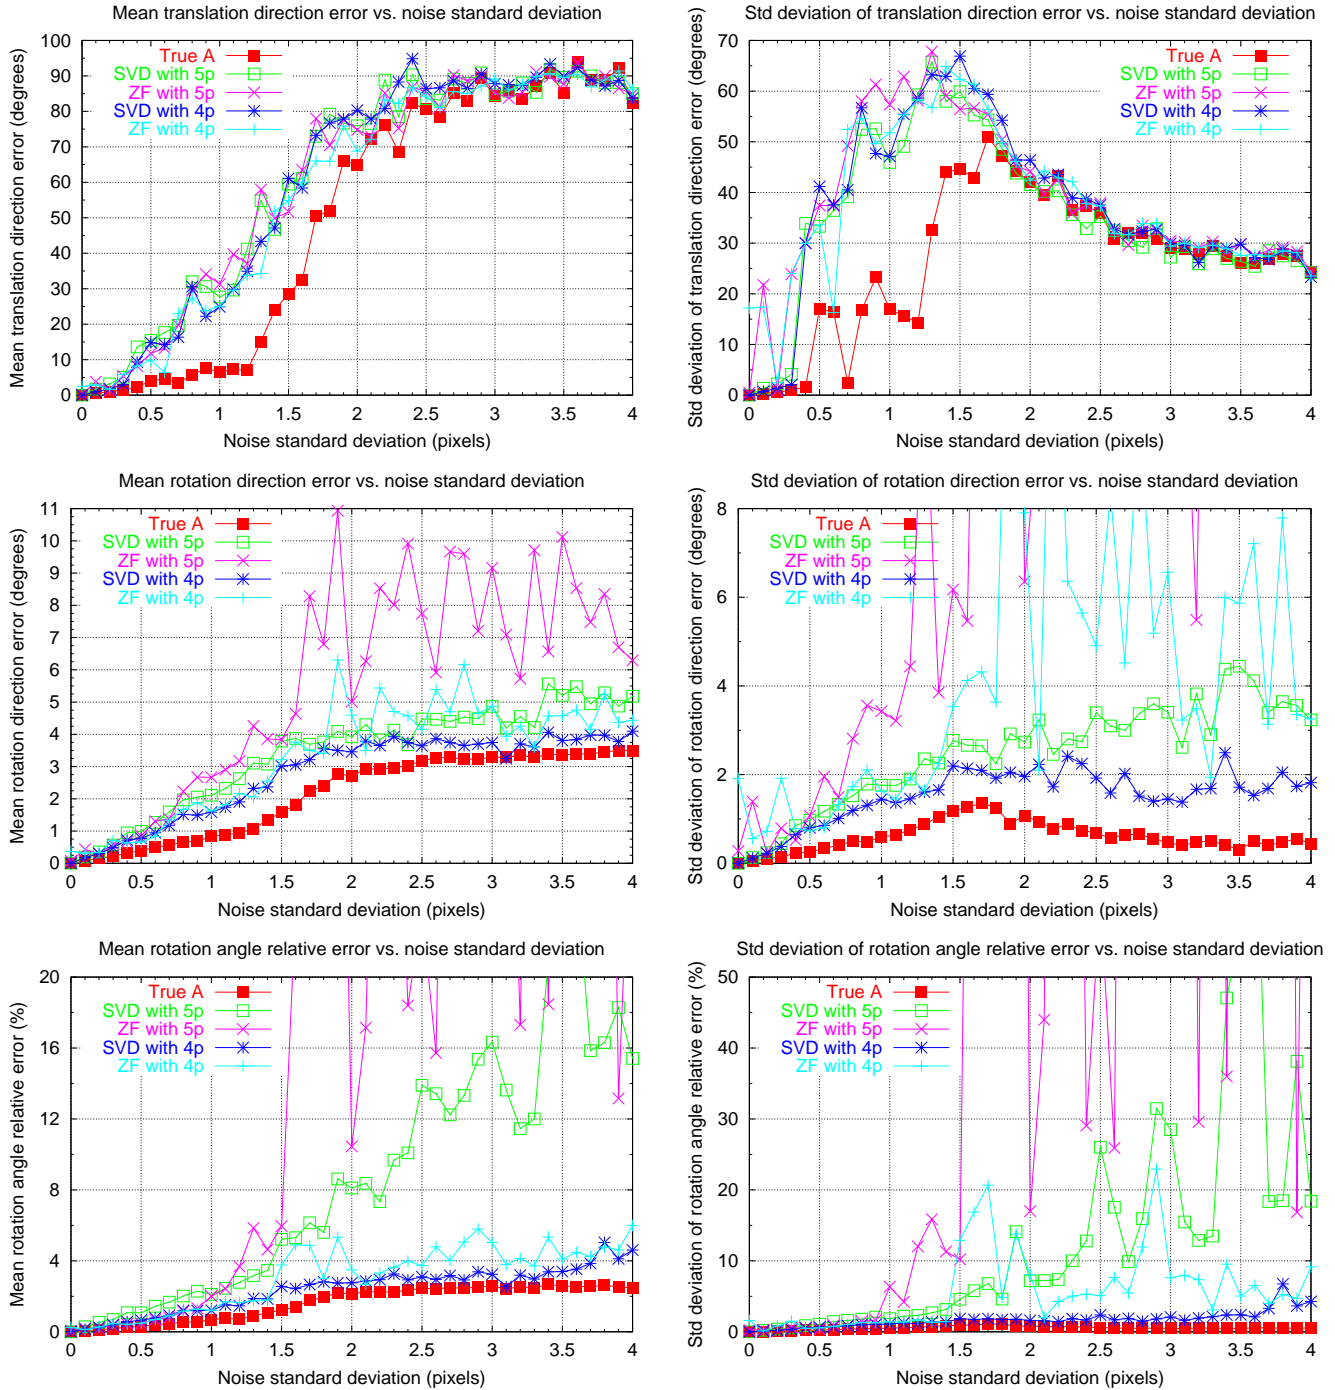 Mean translation direction error vs. noise standard deviation
Mean translation direction error (degrees)
100
90
80
70
60
50
40
30
20
10
0
True A
SVD with 5p
ZF with 5p
SVD with 4p
ZF with 4p
0 0.5 1 1.5 2 2.5 3 3.5 4
Noise standard deviation (pixels)
Std deviation of translation direction error vs. noise standard deviation
Std deviation of translation direction error (degrees)
70
60
50
40
30
20
10
0
True A
SVD with 5p
ZF with 5p
SVD with 4p
ZF with 4p
0 0.5 1 1.5 2 2.5 3 3.5 4
Noise standard deviation (pixels)
Mean rotation direction error vs. noise standard deviation
Mean rotation direction error (degrees)
11
10
9
8
7
6
5
4
3
2
1
0
True A
SVD with 5p
ZF with 5p
SVD with 4p
ZF with 4p
0 0.5 1 1.5 2 2.5 3 3.5 4
Noise standard deviation (pixels)
Std deviation of rotation direction error vs. noise standard deviation
Std deviation of rotation direction error (degrees)
8
6
4
2
0
True A
SVD with 5p
ZF with 5p
SVD with 4p
ZF with 4p
0 0.5 1 1.5 2 2.5 3 3.5 4
Noise standard deviation (pixels)
Mean rotation angle relative error vs. noise standard deviation
Mean rotation angle relative error (%)
20
16
12
8
4
0
True A
SVD with 5p
ZF with 5p
SVD with 4p
ZF with 4p
0 0.5 1 1.5 2 2.5 3 3.5 4
Noise standard deviation (pixels)
Std deviation of rotation angle relative error vs. noise standard deviation
Std deviation of rotation angle relative error (%)
50
40
30
20
10
0
True A
SVD with 5p
ZF with 5p
SVD with 4p
ZF with 4p
0 0.5 1 1.5 2 2.5 3 3.5 4
Noise standard deviation (pixels)